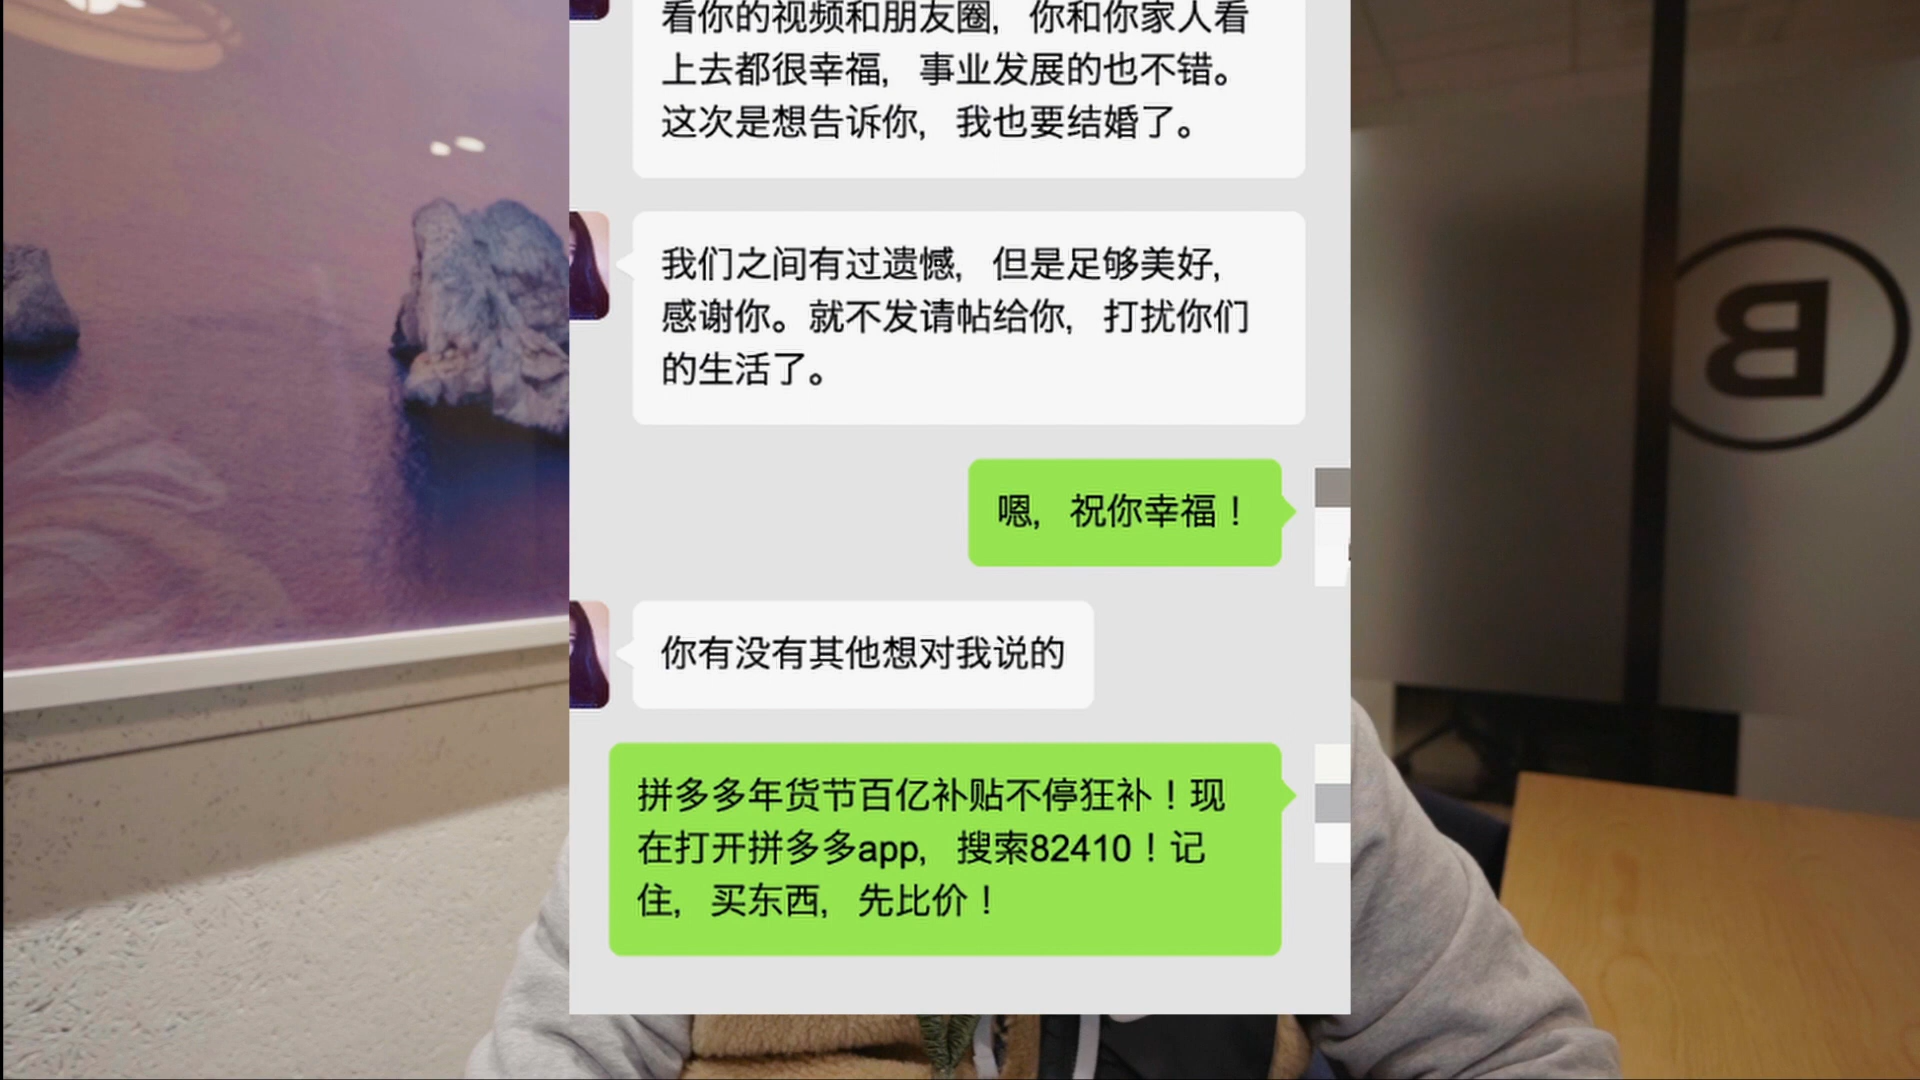 看你的视频和朋友圈，你和你家人看
上去都很幸福，事业发展的也不错。
这次是想告诉你，我也要结婚了。
我们之间有过遗憾，但是足够美好，
感谢你。就不发请帖给你，打扰你们
的生活了。
嗯，祝你幸福！
你有没有其他想对我说的
拼多多年货节百亿补贴不停狂补！现
在打开拼多多app，搜索82410！记
住，买东西，先比价！
B